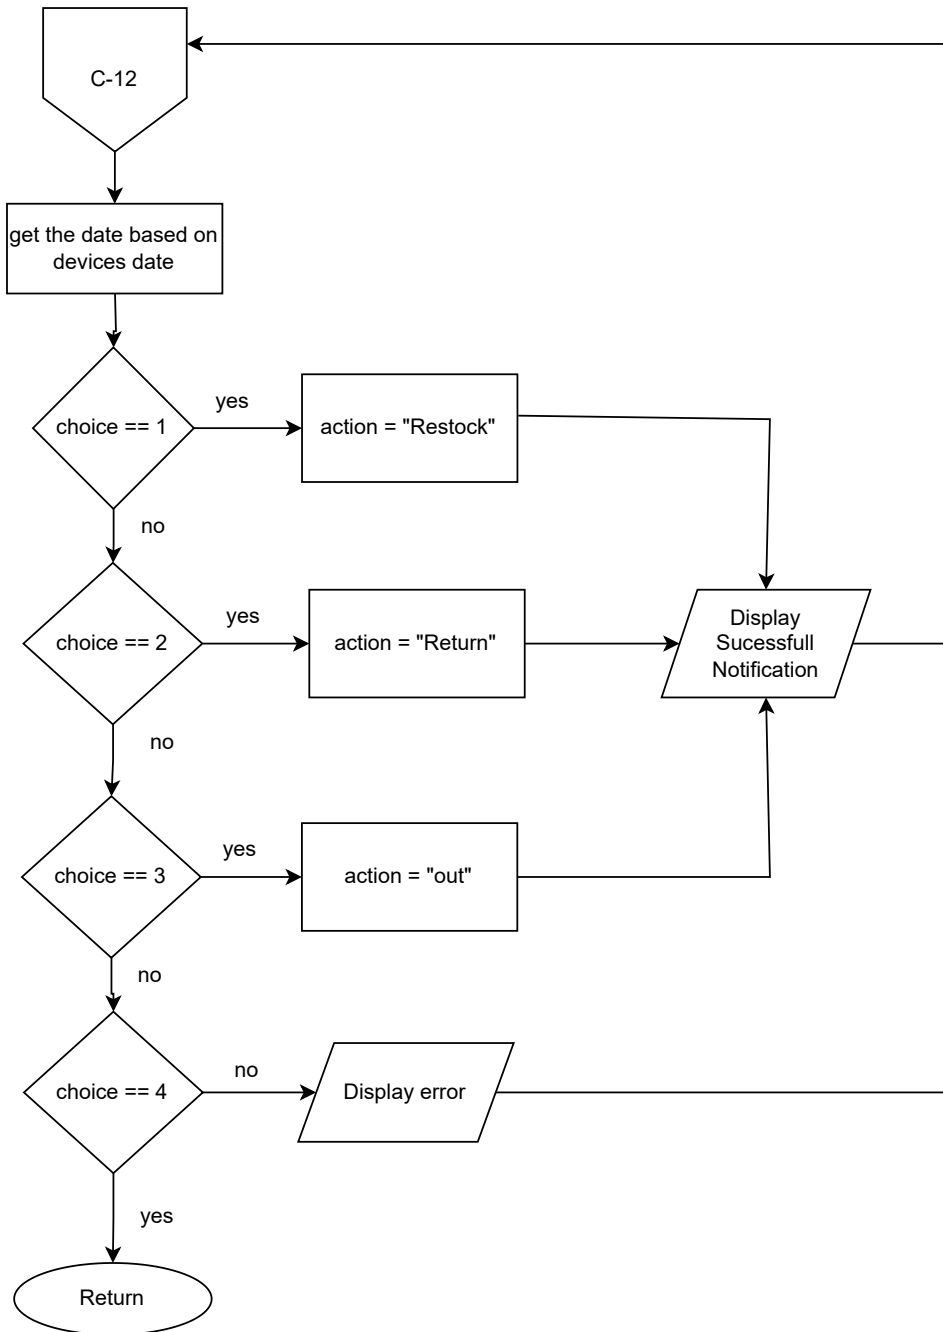 C-12
get the date based on
devices date
choice == 1
yes
action = "Restock"
no
choice == 2
yes
action = "Return"
Display
Sucessfull
Notification
no
choice == 3
yes
action = "out"
no
choice == 4
no
Display error
yes
Return